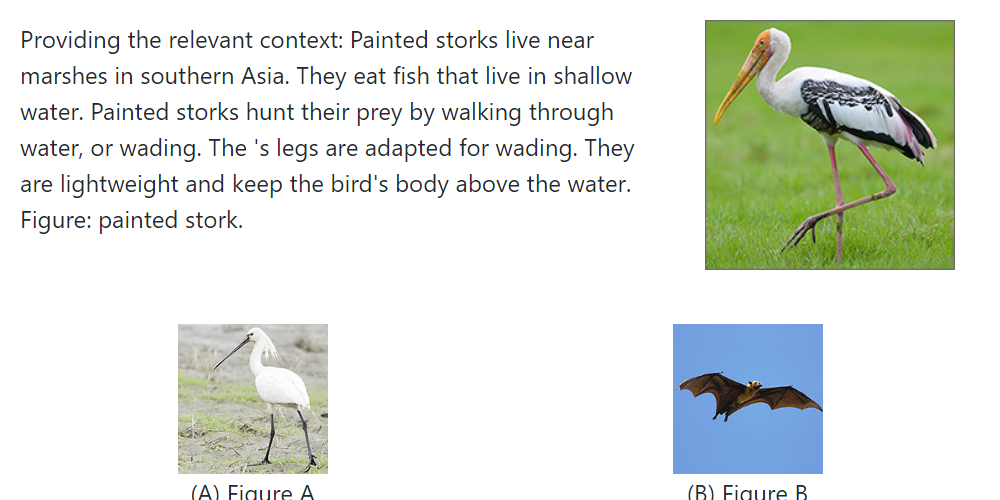 Providing the relevant context: Painted storks live near
marshes in southern Asia. They eat fish that live in shallow
water. Painted storks hunt their prey by walking through
water, or wading. The 's legs are adapted for wading. They
are lightweight and keep the bird's body above the water.
Figure: painted stork.
(A) Figure A
(B) Figure B